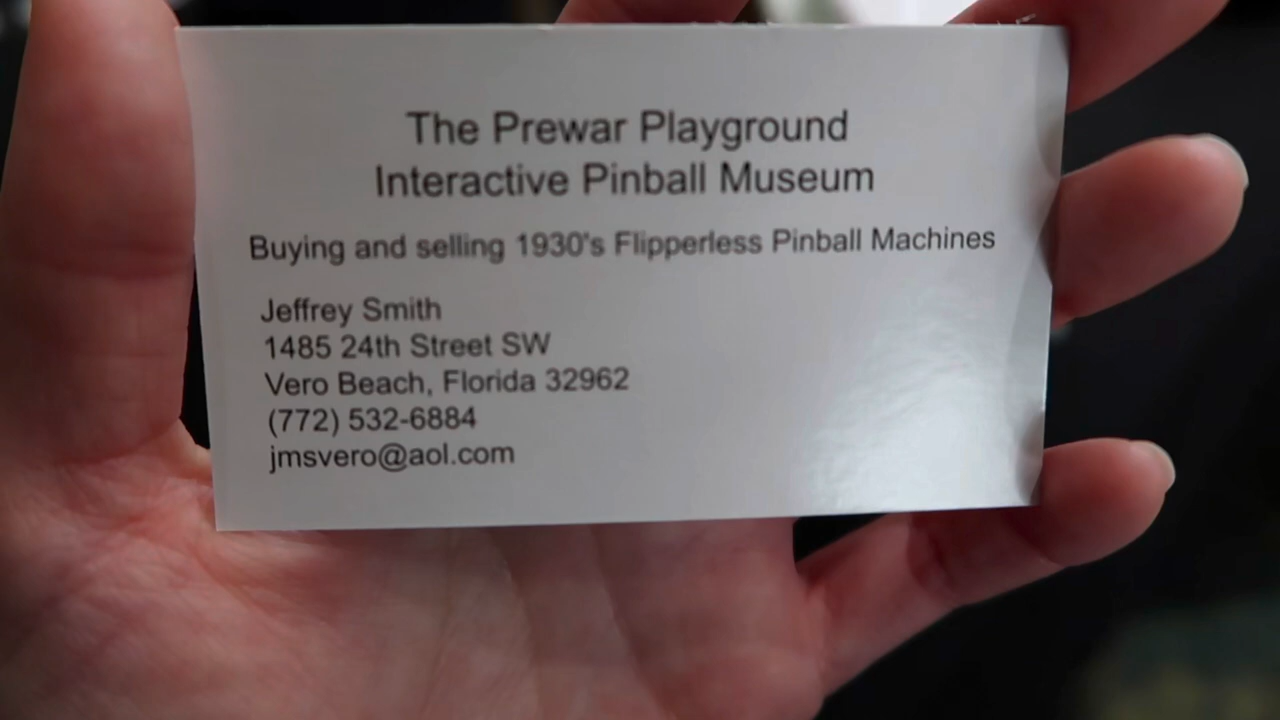 The Prewar Playground
Interactive Pinball Museum
Buying and selling 1930's Flipperless Pinball Machines
Jeffrey Smith
1485 24th Street SW
Vero Beach, Florida 32962
(772) 532-6884
jmsvero@aol.com